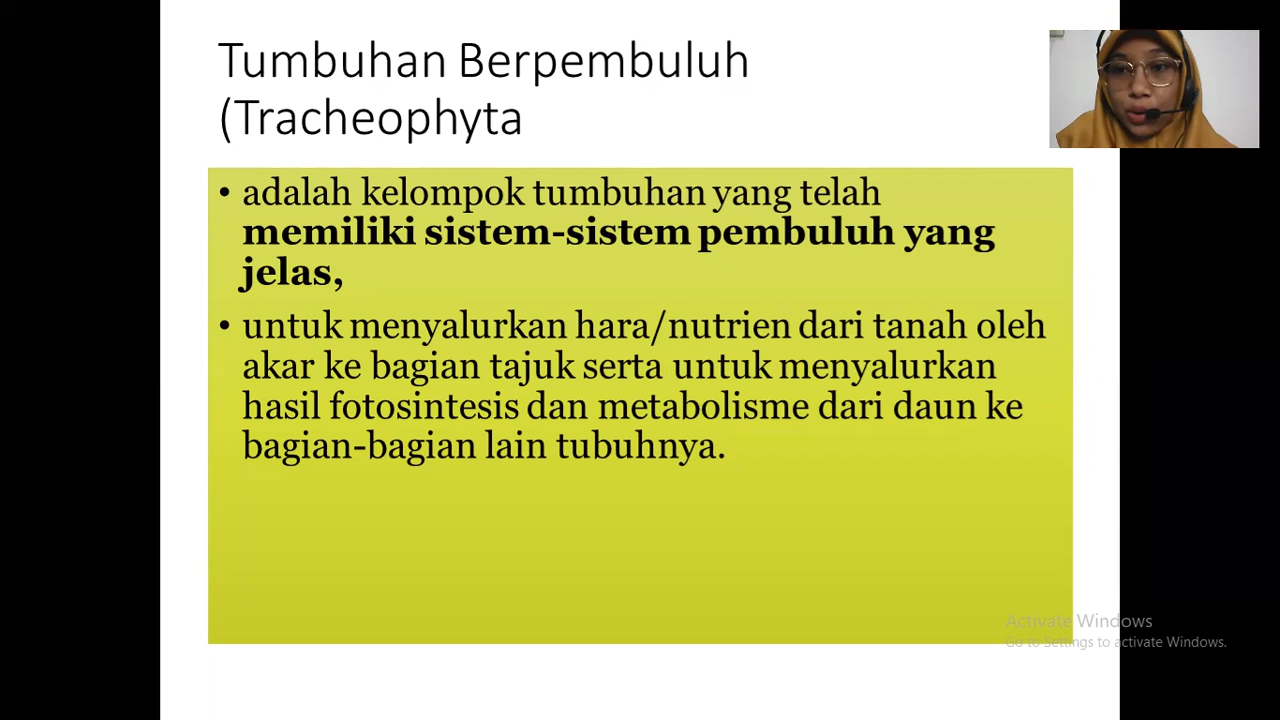 Tumbuhan Berpembuluh
(Tracheophyta
• adalah kelompok tumbuhan yang telah
memiliki sistem-sistem pembuluh yang
jelas,
• untuk menyalurkan hara/nutrien dari tanah oleh
akar ke bagian tajuk serta untuk menyalurkan
hasil fotosintesis dan metabolisme dari daun ke
bagian-bagian lain tubuhnya.
Activate Windows
Go to Settings to activate Windows.